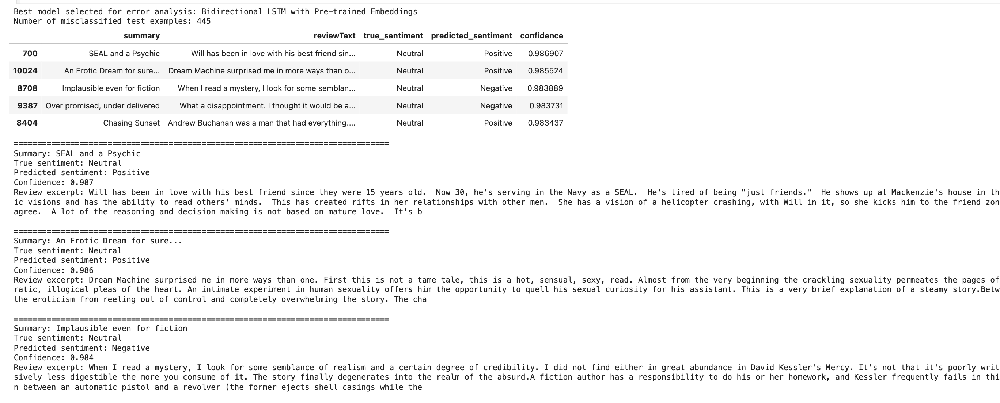 Best model selected for error analysis: Bidirectional LSTM with Pre-trained Embeddings
Number of misclassified test examples: 445
summary reviewText true_sentiment predicted_sentiment confidence
700 SEAL and a Psychic Will has been in love with his best friend sin... Neutral Positive 0.986907
10024 An Erotic Dream for sure... Dream Machine surprised me in more ways than o... Neutral Positive 0.985524
8708 Implausible even for fiction When I read a mystery, I look for some semblan... Neutral Negative 0.983889
9387 Over promised, under delivered What a disappointment. I thought it would be a... Neutral Negative 0.983731
8404 Chasing Sunset Andrew Buchanan was a man that had everything.... Neutral Positive 0.983437
================================================================================
Summary: SEAL and a Psychic
True sentiment: Neutral
Predicted sentiment: Positive
Confidence: 0.987
Review excerpt: Will has been in love with his best friend since they were 15 years old.  Now 30, he's serving in the Navy as a SEAL.  He's tired of being "just friends."  He shows up at Mackenzie's house in th
ic visions and has the ability to read others' minds.  This has created rifts in her relationships with other men.  She has a vision of a helicopter crashing, with Will in it, so she kicks him to the friend zon
agree.  A lot of the reasoning and decision making is not based on mature love.  It's b
================================================================================
Summary: An Erotic Dream for sure...
True sentiment: Neutral
Predicted sentiment: Positive
Confidence: 0.986
Review excerpt: Dream Machine surprised me in more ways than one. First this is not a tame tale, this is a hot, sensual, sexy, read. Almost from the very beginning the crackling sexuality permeates the pages of
ratic, illogical pleas of the heart. An intimate experiment in human sexuality offers him the opportunity to quell his sexual curiosity for his assistant. This is a very brief explanation of a steamy story.Betw
the eroticism from reeling out of control and completely overwhelming the story. The cha
================================================================================
Summary: Implausible even for fiction
True sentiment: Neutral
Predicted sentiment: Negative
Confidence: 0.984
Review excerpt: When I read a mystery, I look for some semblance of realism and a certain degree of credibility. I did not find either in great abundance in David Kessler's Mercy. It's not that it's poorly writ
sively less digestible the more you consume of it. The story finally degenerates into the realm of the absurd.A fiction author has a responsibility to do his or her homework, and Kessler frequently fails in thi
n between an automatic pistol and a revolver (the former ejects shell casings while the